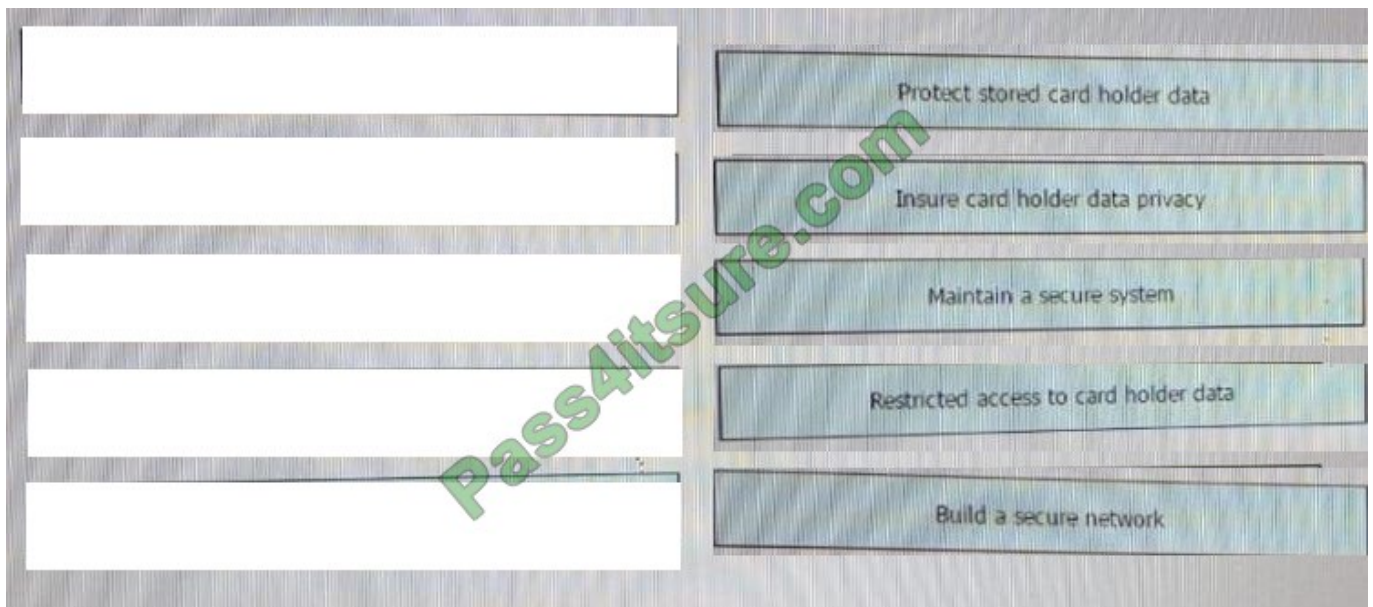 Protect stored card holder data
Insure card holder data privacy
Maintain a secure system
Restricted access to card holder data
Build a secure network
Pass4itsure.com